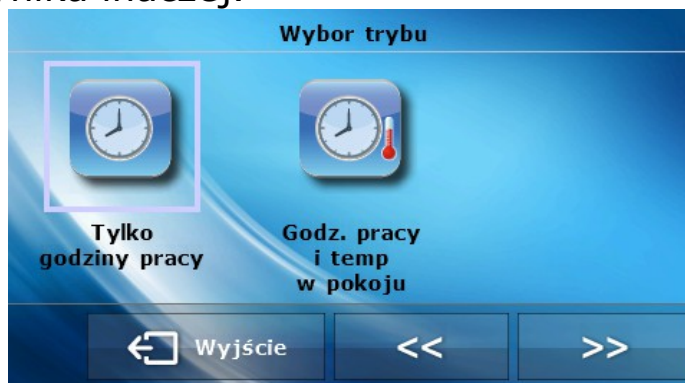 Wybor trybu
Tylko
godziny pracy
Godz. pracy
i temp
w pokoju
Wyjście
<<
>>